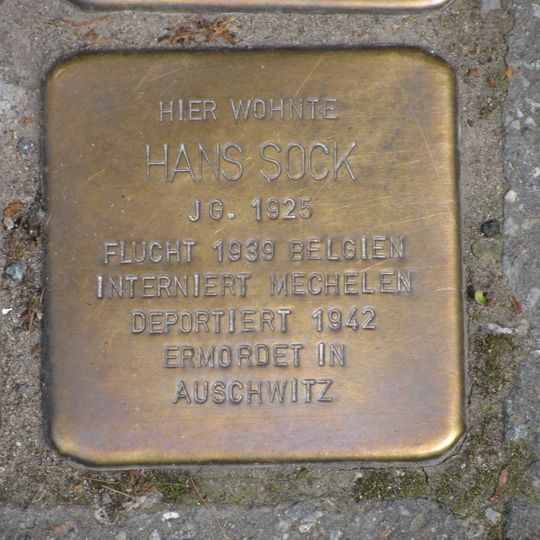 HIER WOHNTE
HANS SOCK
JG. 1925
FLUCHT 1939 BELGIEN
INTERNIERT MECHELEN
DEPORTIERT 1942
ERMORDET IN
AUSCHWITZ